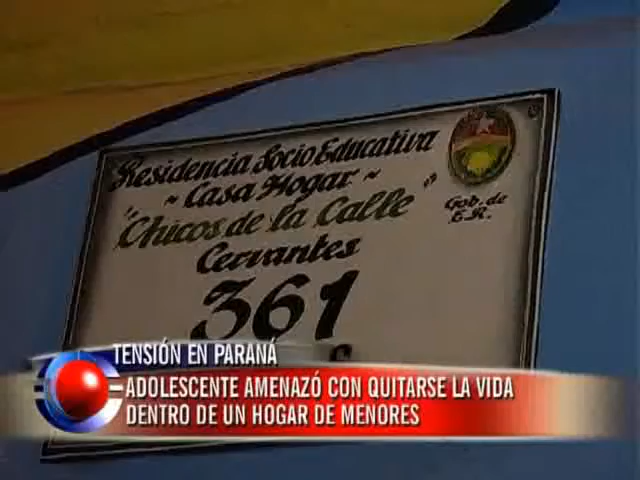 Residencia Socio Educativa
~ Casa Hogar ~
"Chicos de la Calle"
Gob. de
E.R.
Cervantes
361
TENSIÓN EN PARANÁ
ADOLESCENTE AMENAZÓ CON QUITARSE LA VIDA
DENTRO DE UN HOGAR DE MENORES